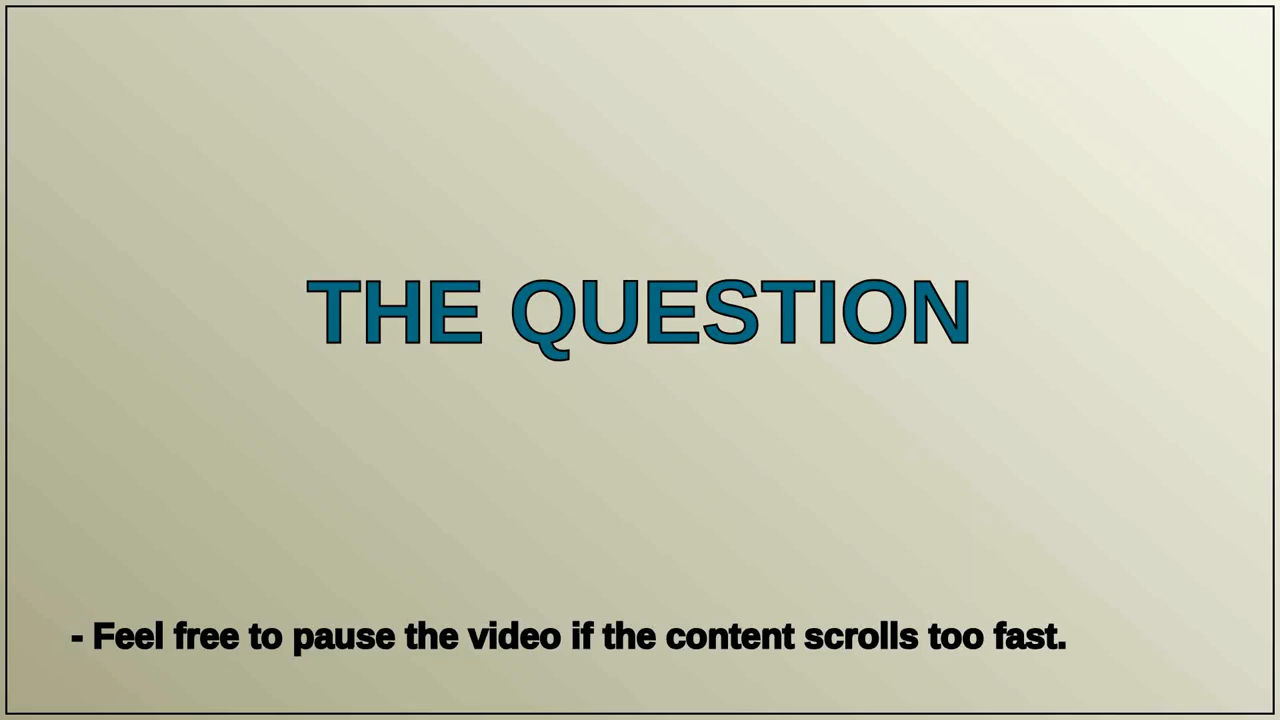 THE QUESTION
- Feel free to pause the video if the content scrolls too fast.